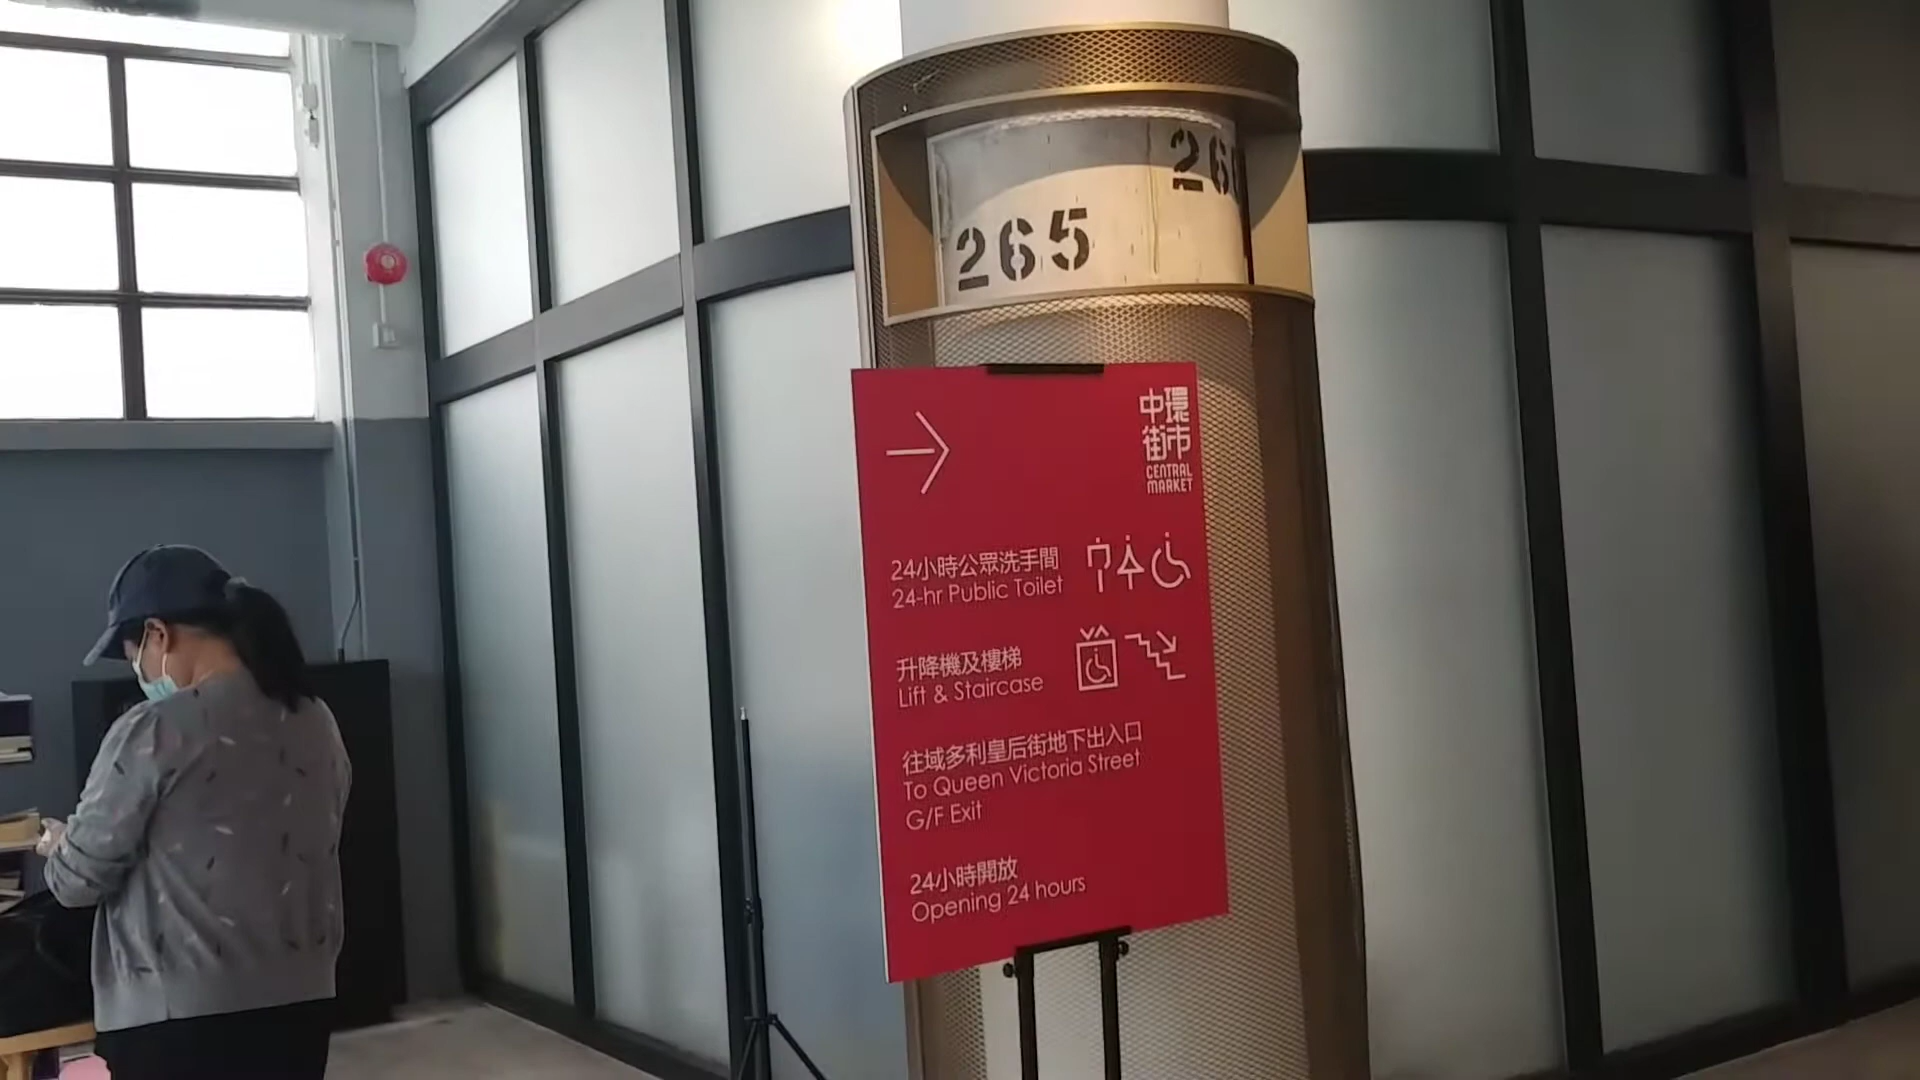 265
中環
街市
CENTRAL
MARKET
24小時公眾洗手間
24-hr Public Toilet
升降機及樓梯
Lift & Staircase
往域多利皇后街地下出入口
To Queen Victoria Street
G/F Exit
24小時開放
Opening 24 hours